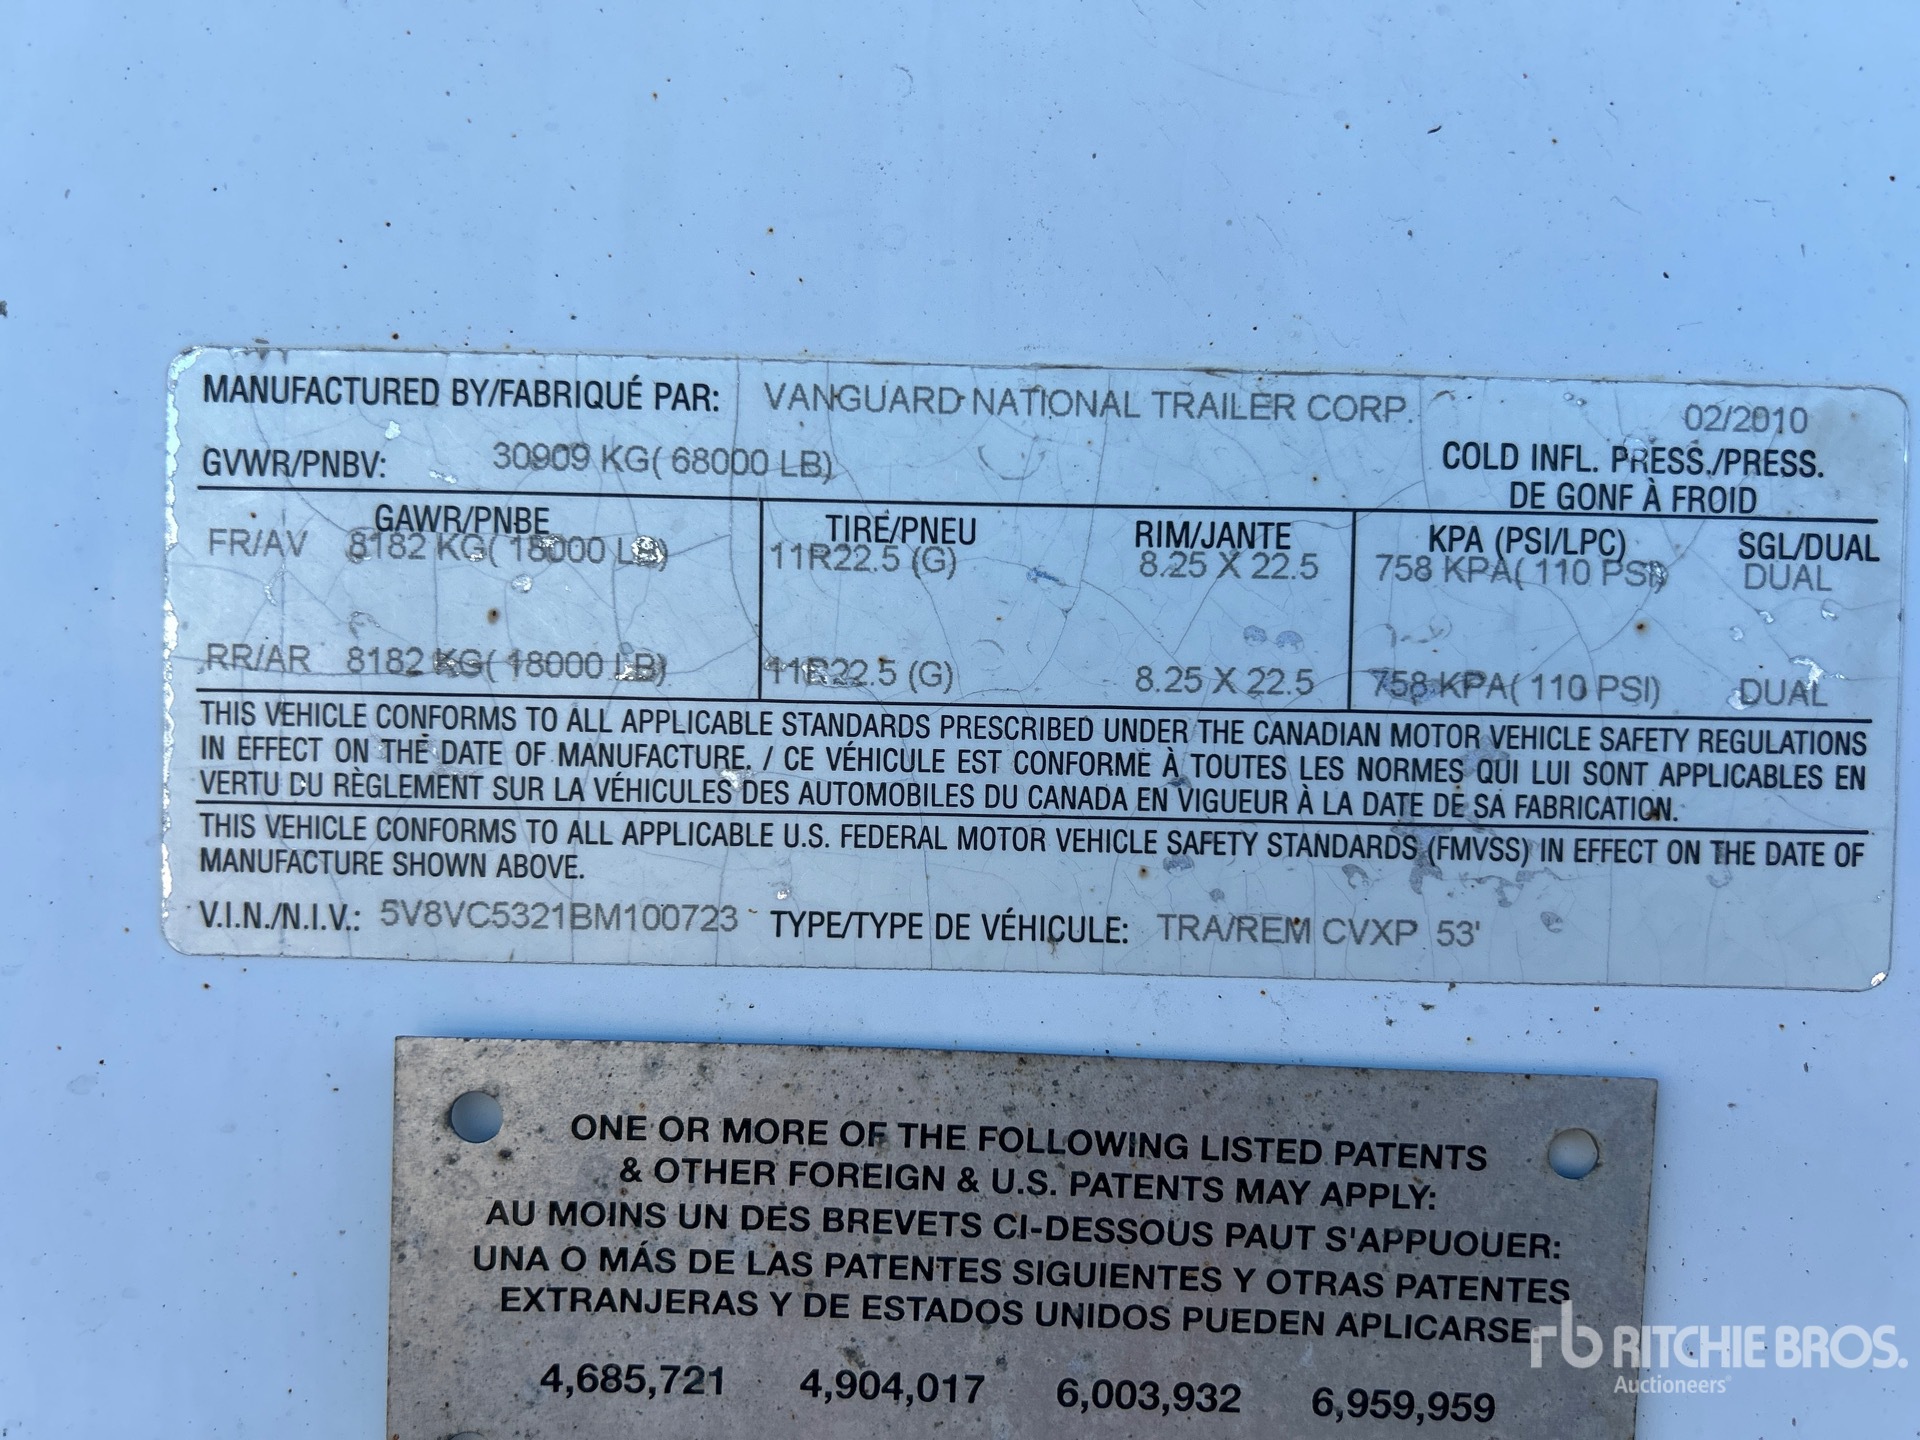 MANUFACTURED BY/FABRIQUÉ PAR: VANGUARD NATIONAL TRAILER CORP. 02/2010
GVWR/PNBV: 30909 KG( 68000 LB) COLD INFL. PRESS./PRESS.
DE GONF À FROID
GAWR/PNBE TIRE/PNEU RIM/JANTE KPA (PSI/LPC) SGL/DUAL
FR/AV 8182 KG( 18000 LB) 11R22.5 (G) 8.25 X 22.5 758 KPA( 110 PSI) DUAL
RR/AR 8182 KG( 18000 LB) 11R22.5 (G) 8.25 X 22.5 758 KPA( 110 PSI) DUAL
THIS VEHICLE CONFORMS TO ALL APPLICABLE STANDARDS PRESCRIBED UNDER THE CANADIAN MOTOR VEHICLE SAFETY REGULATIONS
IN EFFECT ON THE DATE OF MANUFACTURE. / CE VÉHICULE EST CONFORME À TOUTES LES NORMES QUI LUI SONT APPLICABLES EN
VERTU DU RÈGLEMENT SUR LA VÉHICULES DES AUTOMOBILES DU CANADA EN VIGUEUR À LA DATE DE SA FABRICATION.
THIS VEHICLE CONFORMS TO ALL APPLICABLE U.S. FEDERAL MOTOR VEHICLE SAFETY STANDARDS (FMVSS) IN EFFECT ON THE DATE OF
MANUFACTURE SHOWN ABOVE.
V.I.N./N.I.V.: 5V8VC5321BM100723 TYPE/TYPE DE VÉHICULE: TRA/REM CVXP 53'
ONE OR MORE OF THE FOLLOWING LISTED PATENTS
& OTHER FOREIGN & U.S. PATENTS MAY APPLY:
AU MOINS UN DES BREVETS CI-DESSOUS PAUT S'APPUOUER:
UNA O MÁS DE LAS PATENTES SIGUIENTES Y OTRAS PATENTES
EXTRANJERAS Y DE ESTADOS UNIDOS PUEDEN APLICARSE:
4,685,721 4,904,017 6,003,932 6,959,959
rb RITCHIE BROS.
Auctioneers